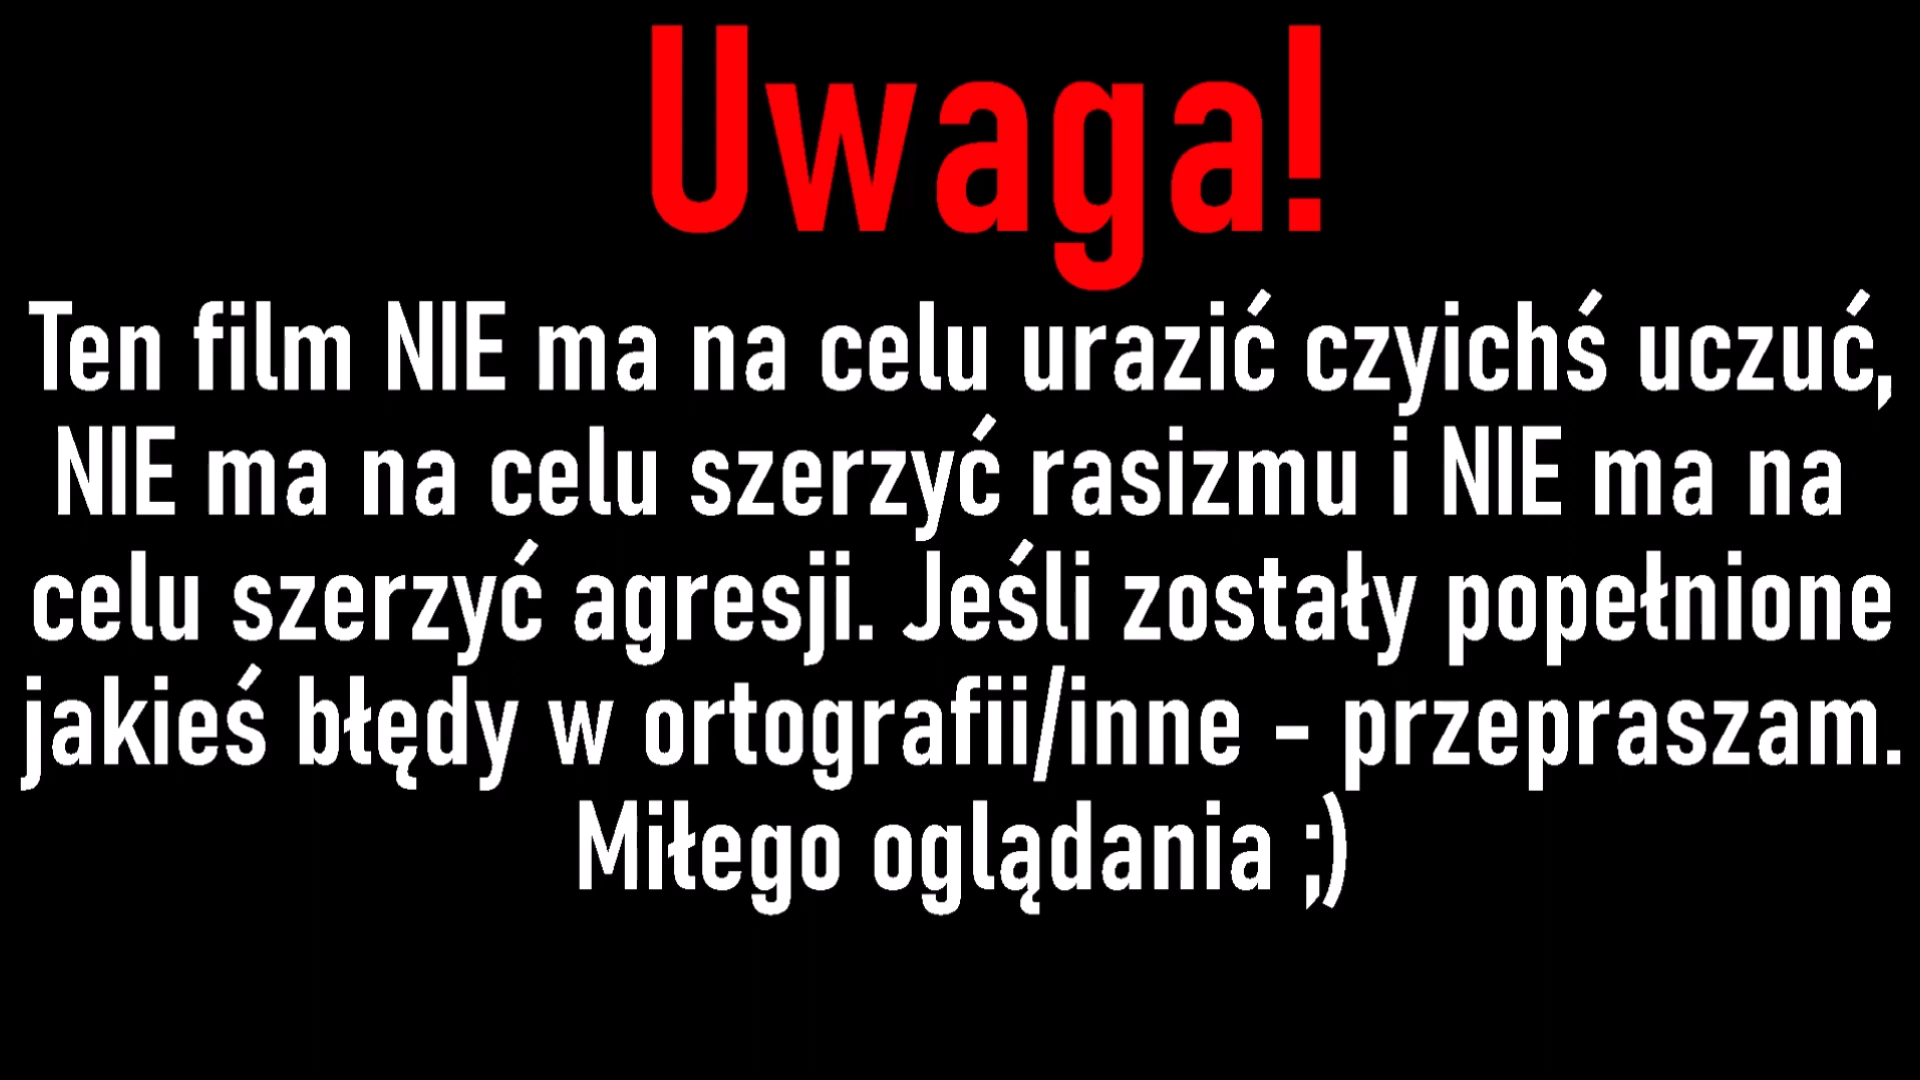 Uwaga!
Ten film NIE ma na celu urazić czyichś uczuć,
NIE ma na celu szerzyć rasizmu i NIE ma na
celu szerzyć agresji. Jeśli zostały popełnione
jakieś błędy w ortografii/inne - przepraszam.
Miłego oglądania ;)